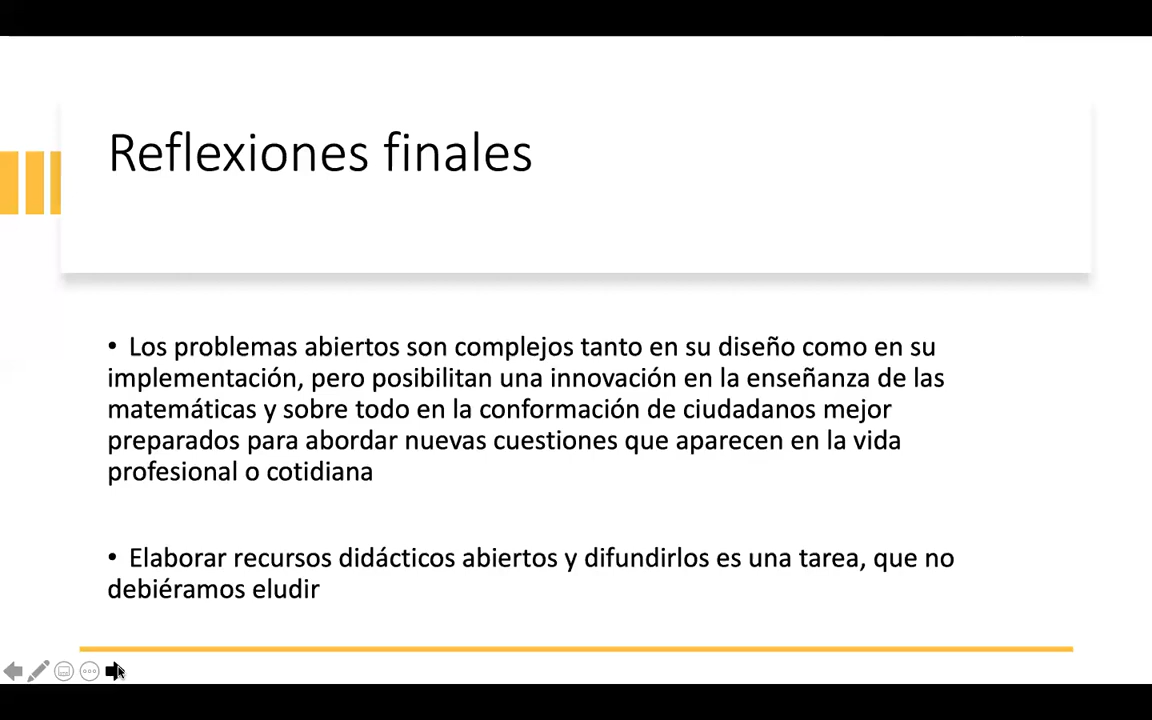 Reflexiones finales
• Los problemas abiertos son complejos tanto en su diseño como en su
implementación, pero posibilitan una innovación en la enseñanza de las
matemáticas y sobre todo en la conformación de ciudadanos mejor
preparados para abordar nuevas cuestiones que aparecen en la vida
profesional o cotidiana
• Elaborar recursos didácticos abiertos y difundirlos es una tarea, que no
debiéramos eludir